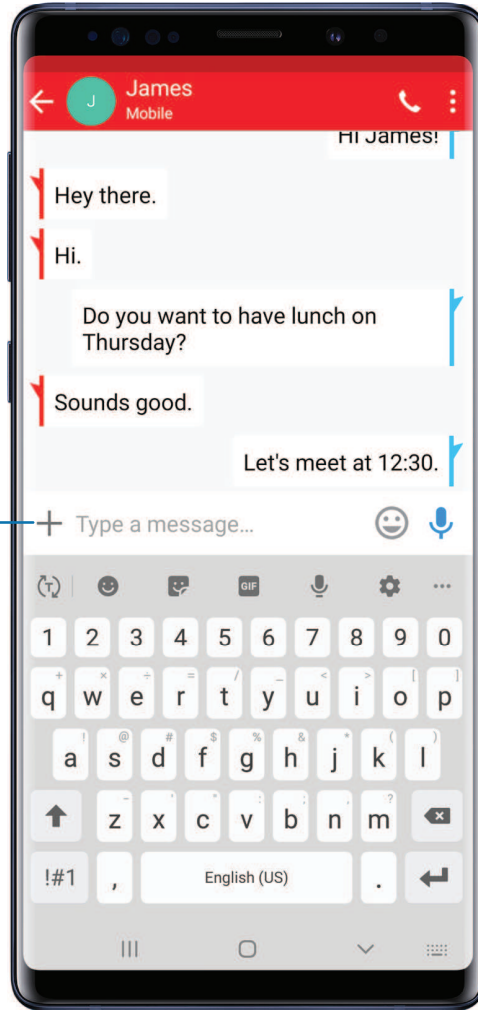 J
James
Mobile
Hi James!
Hey there.
Hi.
Do you want to have lunch on
Thursday?
Sounds good.
Let's meet at 12:30.
Type a message...
T GIF
1 2 3 4 5 6 7 8 9 0
+ × ÷ = / _ < > [ ]
q w e r t y u i o p
! @ # $ % & * ( )
a s d f g h j k l
- ' " : ; , ?
z x c v b n m
!#1 , English (US) .